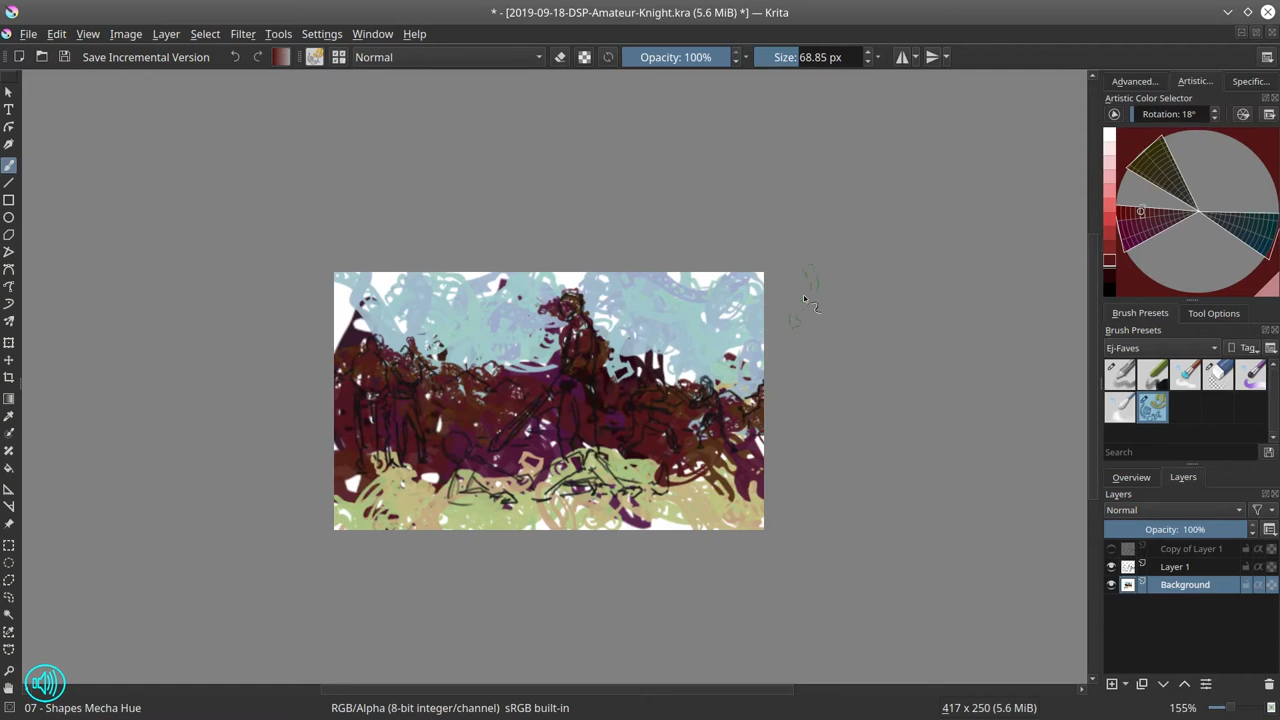 * - [2019-09-18-DSP-Amateur-Knight.kra (5.6 MiB) *] — Krita
File Edit View Image Layer Select Filter Tools Settings Window Help
Save Incremental Version Normal Opacity: 100% Size: 68.85 px
Advanced... Artistic... Specific...
Artistic Color Selector
Rotation: 18°
Brush Presets Tool Options
Brush Presets
Ej-Faves Tag
Search
Overview Layers
Layers
Normal
Opacity: 100%
Copy of Layer 1
Layer 1
Background
07 - Shapes Mecha Hue RGB/Alpha (8-bit integer/channel) sRGB built-in 417 x 250 (5.6 MiB) 155%